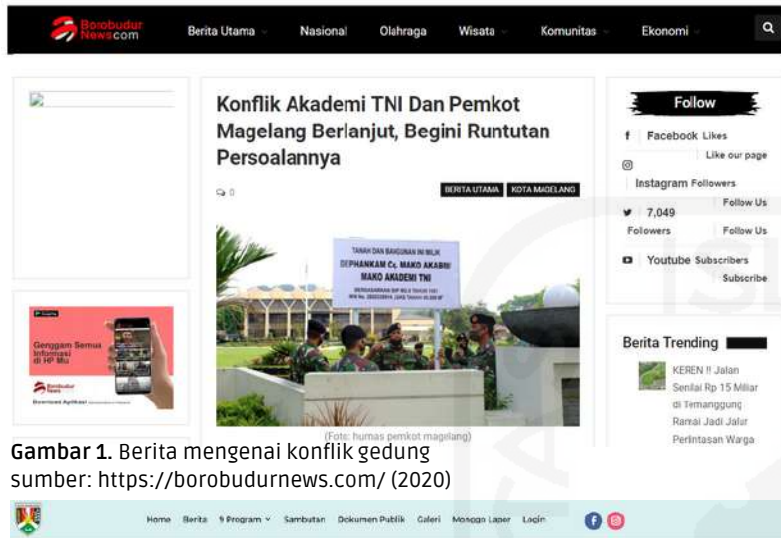 Borobudur
Newscom
Berita Utama
Nasional
Olahraga
Wisata
Komunitas
Ekonomi
Konflik Akademi TNI Dan Pemkot
Magelang Berlanjut, Begini Runtutan
Persoalannya
0
BERITA UTAMA
KOTA MAGELANG
TANAH DAN BANGUNAN INI MILIK
DEPHANKAM Cq. MAKO AKABRI
MAKO AKADEMI TNI
(Foto: humas pemkot magelang)
Genggam Semua
Informasi
di HP Mu
Borobudur
News
Follow
Facebook Likes
Like our page
Instagram Followers
Follow Us
7,049
Followers
Follow Us
Youtube Subscribers
Subscribe
Berita Trending
KEREN !! Jalan
Senilai Rp 15 Miliar
di Temanggung
Ramai Jadi Jalur
Perlintasan Warga
Gambar 1. Berita mengenai konflik gedung
sumber: https://borobudurnews.com/ (2020)
Home Berita 9 Program Sambutan Dokumen Publik Galeri Monggo Lapor Login